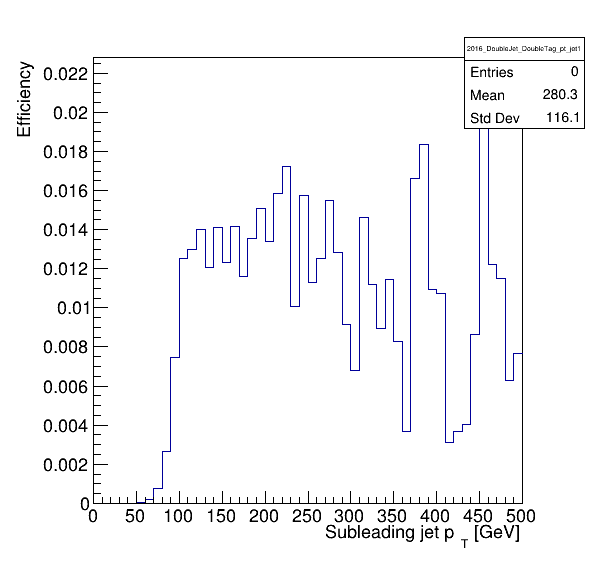 2016_DoubleJet_DoubleTag_pt_jet1
Entries 0
Mean 280.3
Std Dev 116.1
Efficiency
0.022
0.02
0.018
0.016
0.014
0.012
0.01
0.008
0.006
0.004
0.002
0
0 50 100 150 200 250 300 350 400 450 500
Subleading jet p T [GeV]